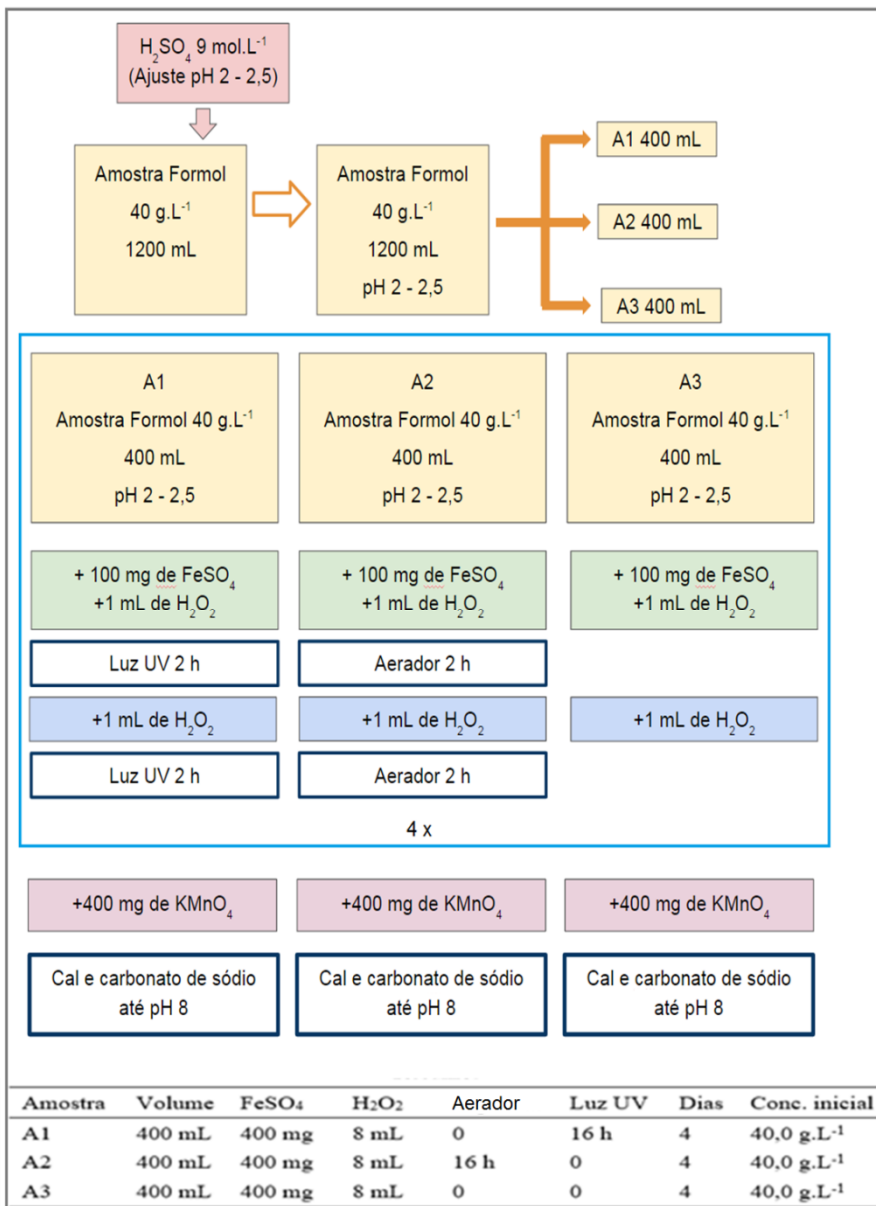 H₂SO₄ 9 mol.L⁻¹
(Ajuste pH 2 - 2,5)
Amostra Formol
40 g.L⁻¹
1200 mL
Amostra Formol
40 g.L⁻¹
1200 mL
pH 2 - 2,5
A1 400 mL
A2 400 mL
A3 400 mL
A1
Amostra Formol 40 g.L⁻¹
400 mL
pH 2 - 2,5
A2
Amostra Formol 40 g.L⁻¹
400 mL
pH 2 - 2,5
A3
Amostra Formol 40 g.L⁻¹
400 mL
pH 2 - 2,5
+ 100 mg de FeSO₄
+1 mL de H₂O₂
+ 100 mg de FeSO₄
+1 mL de H₂O₂
+ 100 mg de FeSO₄
+1 mL de H₂O₂
Luz UV 2 h
Aerador 2 h
+1 mL de H₂O₂
+1 mL de H₂O₂
+1 mL de H₂O₂
Luz UV 2 h
Aerador 2 h
4 x
+400 mg de KMnO₄
+400 mg de KMnO₄
+400 mg de KMnO₄
Cal e carbonato de sódio
até pH 8
Cal e carbonato de sódio
até pH 8
Cal e carbonato de sódio
até pH 8
Amostra Volume FeSO₄ H₂O₂ Aerador Luz UV Dias Conc. inicial
A1 400 mL 400 mg 8 mL 0 16 h 4 40,0 g.L⁻¹
A2 400 mL 400 mg 8 mL 16 h 0 4 40,0 g.L⁻¹
A3 400 mL 400 mg 8 mL 0 0 4 40,0 g.L⁻¹